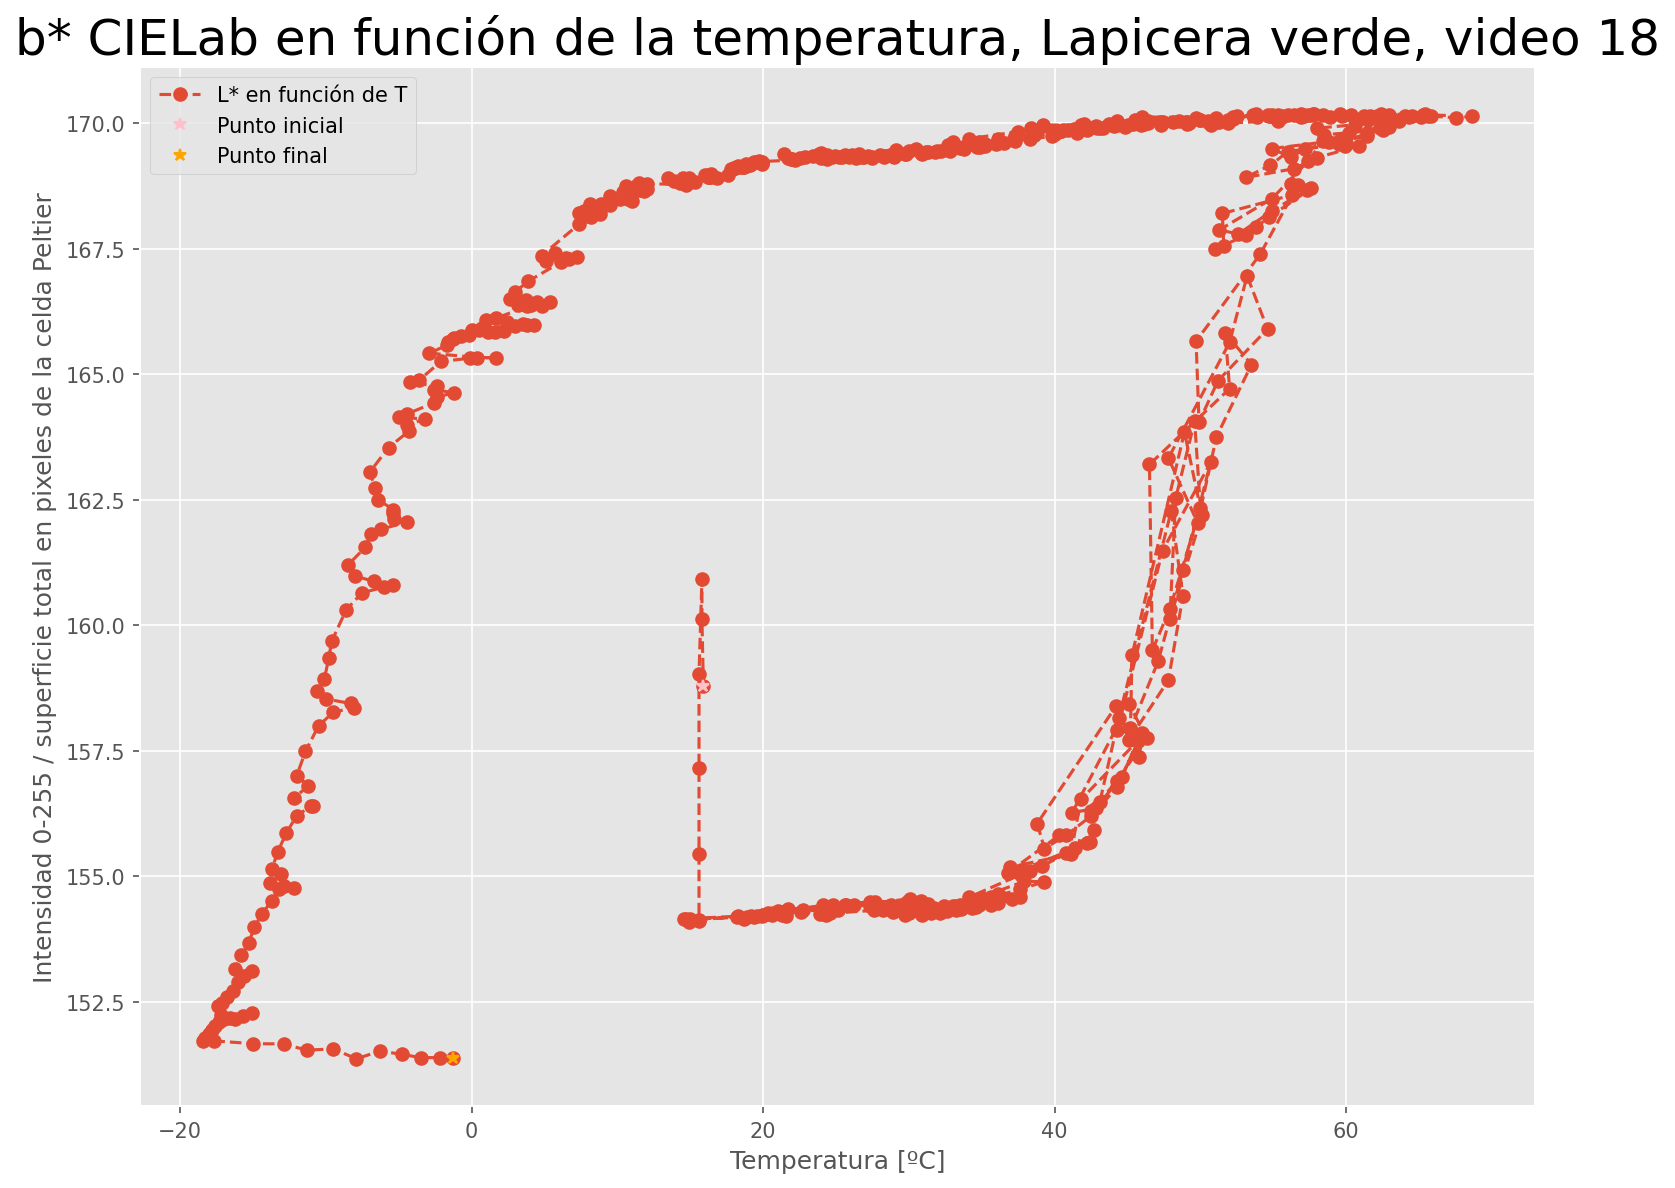 b* CIELab en función de la temperatura, Lapicera verde, video 18
L* en función de T
Punto inicial
Punto final
170.0
167.5
165.0
162.5
160.0
157.5
155.0
152.5
Intensidad 0-255 / superficie total en pixeles de la celda Peltier
−20
0
20
40
60
Temperatura [ºC]